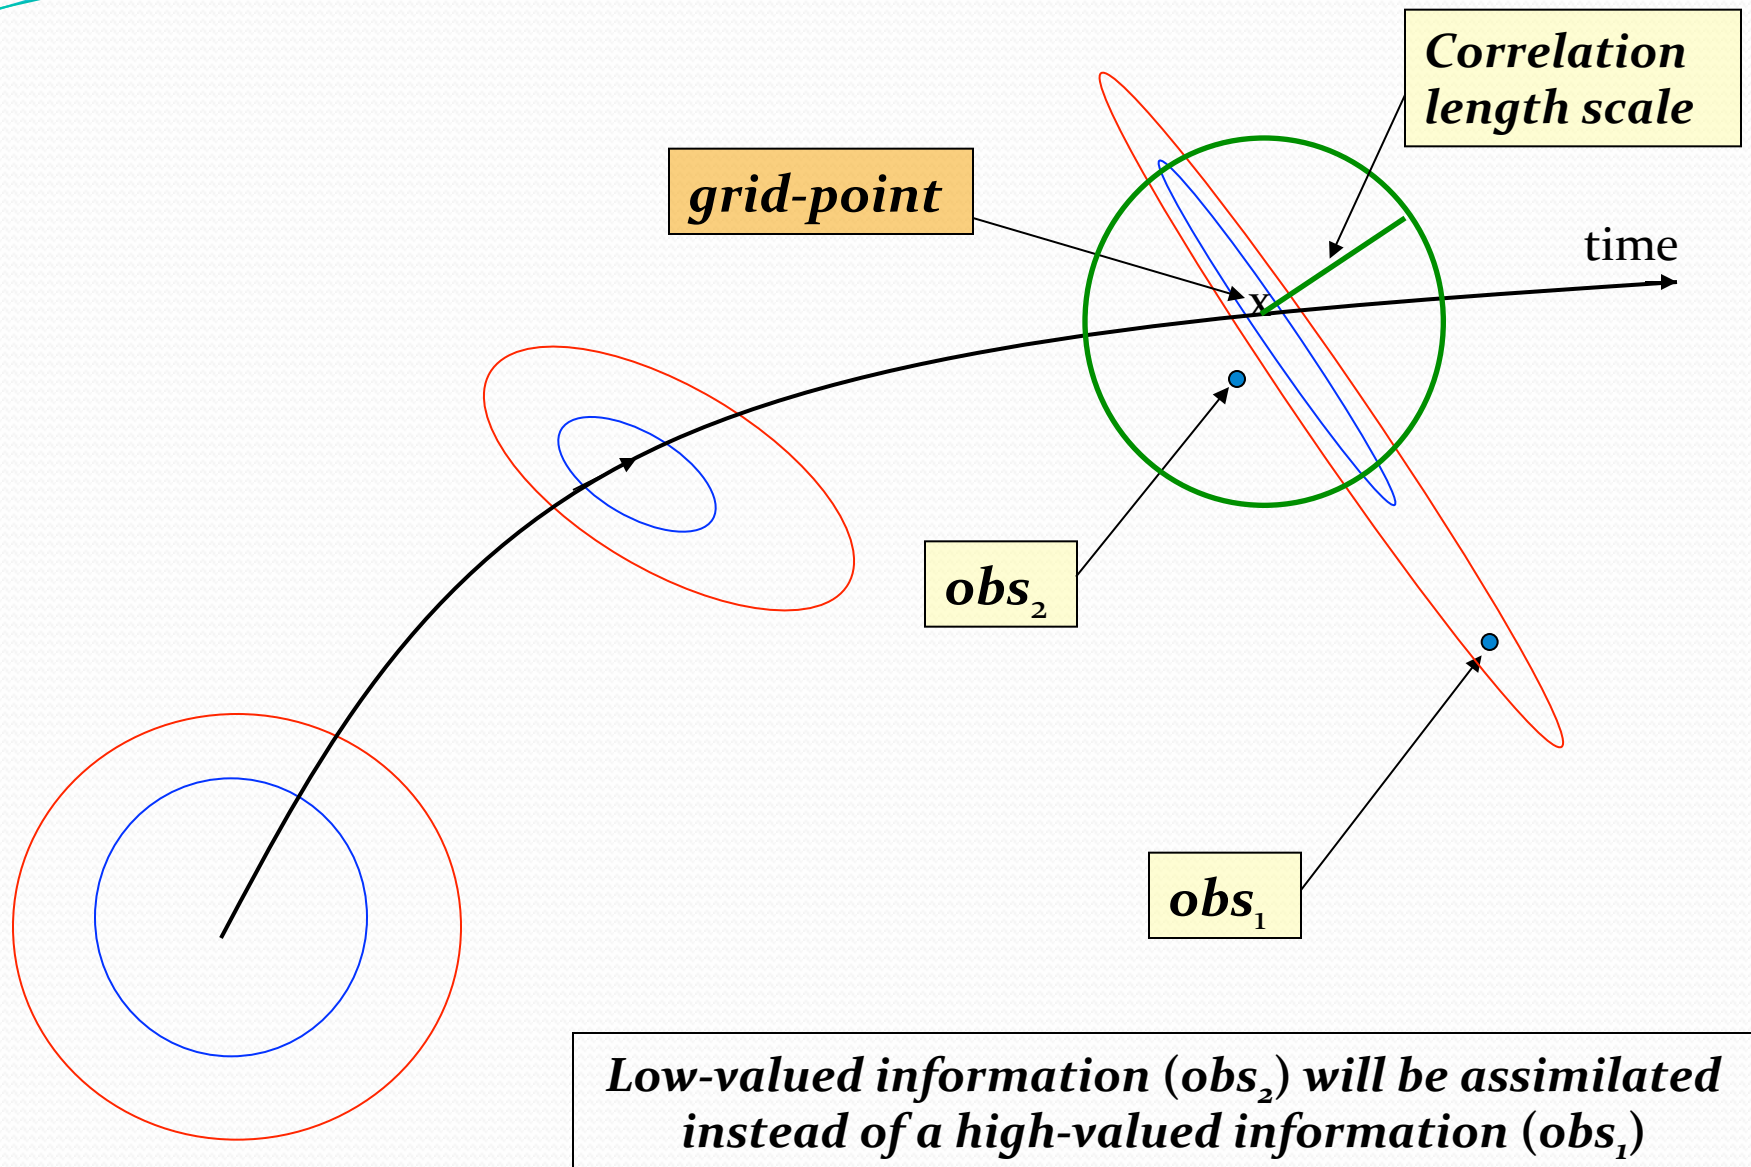 Correlation
length scale
grid-point
time
x
obs₂
obs₁
Low-valued information (obs₂) will be assimilated
instead of a high-valued information (obs₁)